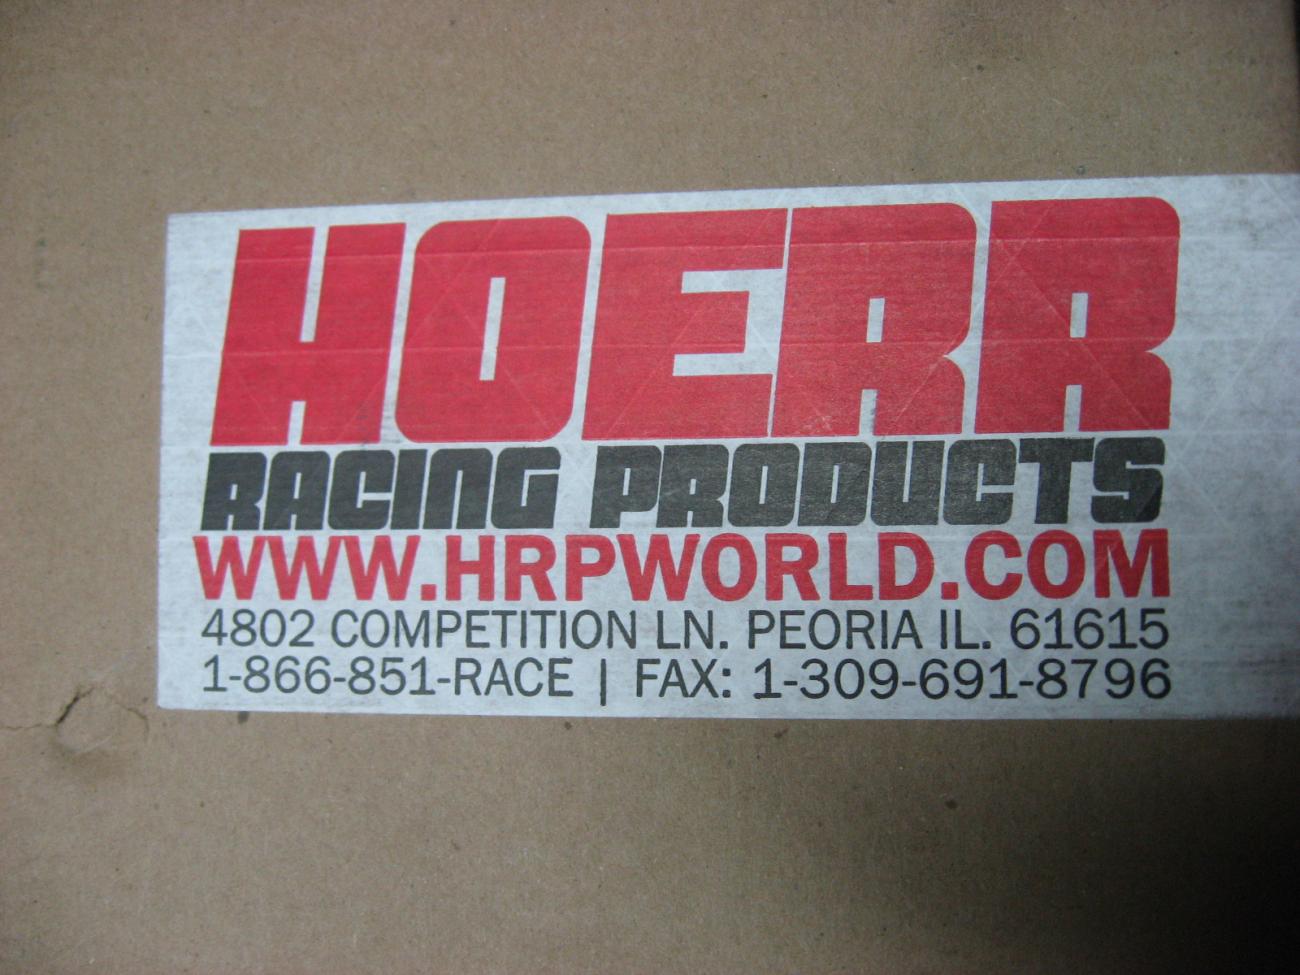 HOERR
RACING PRODUCTS
WWW.HRPWORLD.COM
4802 COMPETITION LN. PEORIA IL. 61615
1-866-851-RACE | FAX: 1-309-691-8796